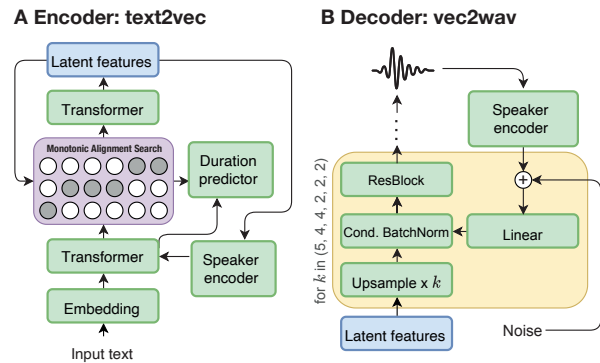 A Encoder: text2vec
Latent features
Transformer
Monotonic Alignment Search
Duration
predictor
Transformer
Speaker
encoder
Embedding
Input text
B Decoder: vec2wav
Speaker
encoder
for k in (5, 4, 4, 2, 2, 2)
ResBlock
Cond. BatchNorm
Linear
Upsample x k
Latent features
Noise